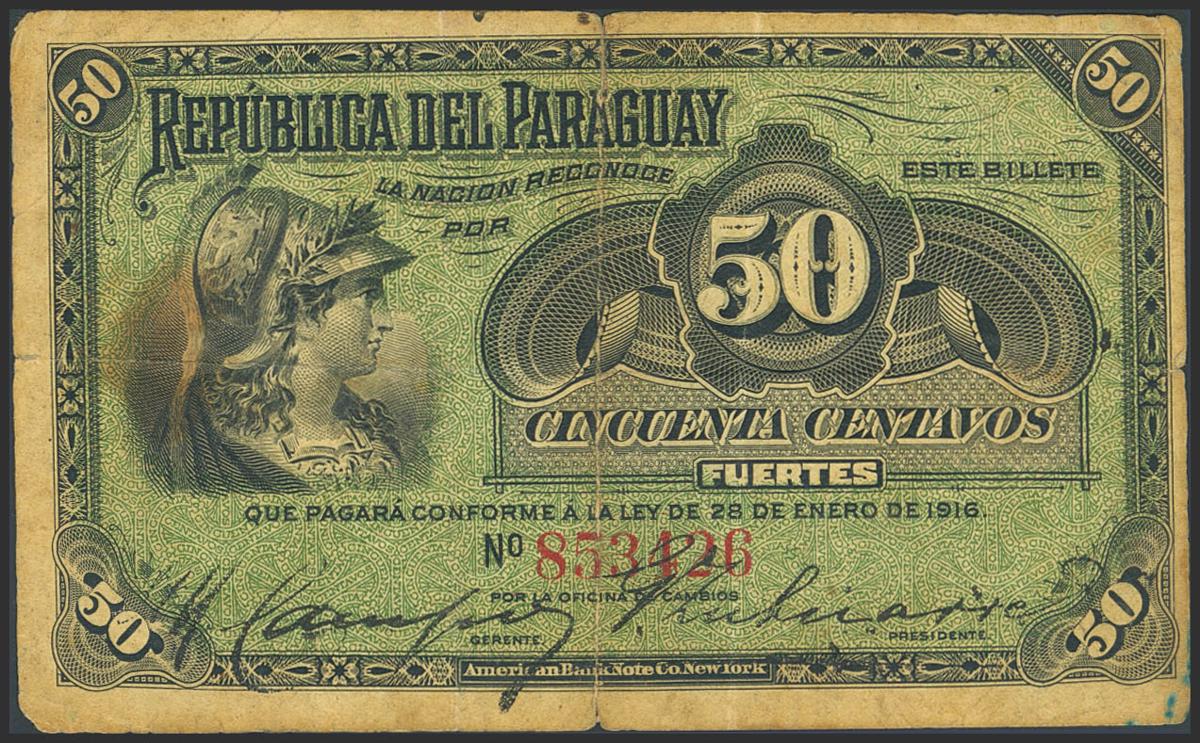 50
50
REPÚBLICA DEL PARAGUAY
LA NACION RECONOCE
ESTE BILLETE
POR
50
CINCUENTA CENTAVOS
FUERTES
QUE PAGARÁ CONFORME Á LA LEY DE 28 DE ENERO DE 1916.
Nº 853426
POR LA OFICINA DE CAMBIOS
GERENTE.
PRESIDENTE.
50
50
American Bank Note Co. New York